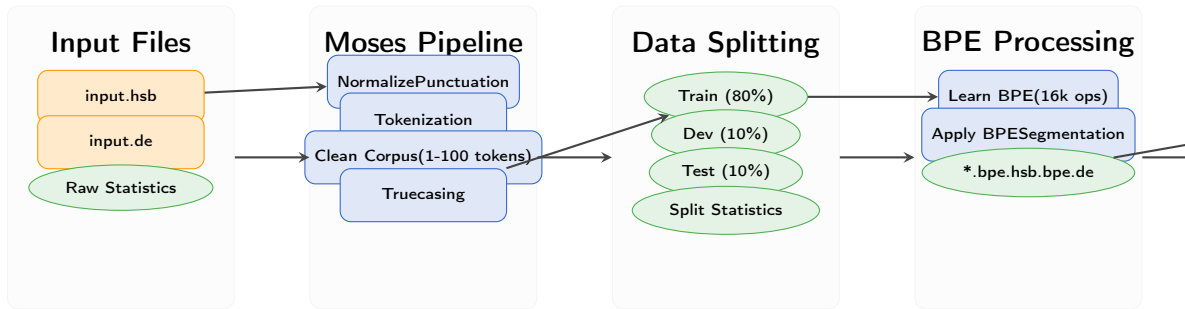 Input Files
input.hsb
input.de
Raw Statistics
Moses Pipeline
NormalizePunctuation
Tokenization
Clean Corpus(1-100 tokens)
Truecasing
Data Splitting
Train (80%)
Dev (10%)
Test (10%)
Split Statistics
BPE Processing
Learn BPE(16k ops)
Apply BPESegmentation
*.bpe.hsb.bpe.de